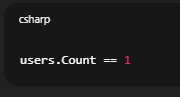 csharp
users.Count == 1